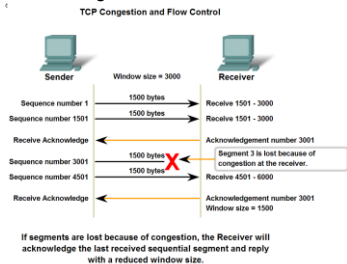 TCP Congestion and Flow Control
Sender
Window size = 3000
Receiver
Sequence number 1
1500 bytes
Receive 1501 - 3000
Sequence number 1501
1500 bytes
Receive 1501 - 3000
Receive Acknowledge
Acknowledgement number 3001
Sequence number 3001
1500 bytes
X
Segment 3 is lost because of
congestion at the receiver.
Sequence number 4501
1500 bytes
Receive 4501 - 6000
Receive Acknowledge
Acknowledgement number 3001
Window size = 1500
If segments are lost because of congestion, the Receiver will
acknowledge the last received sequential segment and reply
with a reduced window size.